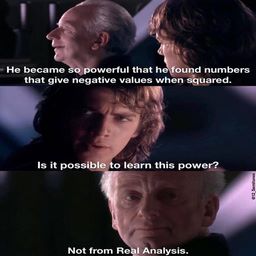 He became so powerful that he found numbers
that give negative values when squared.
Is it possible to learn this power?
Not from Real Analysis.